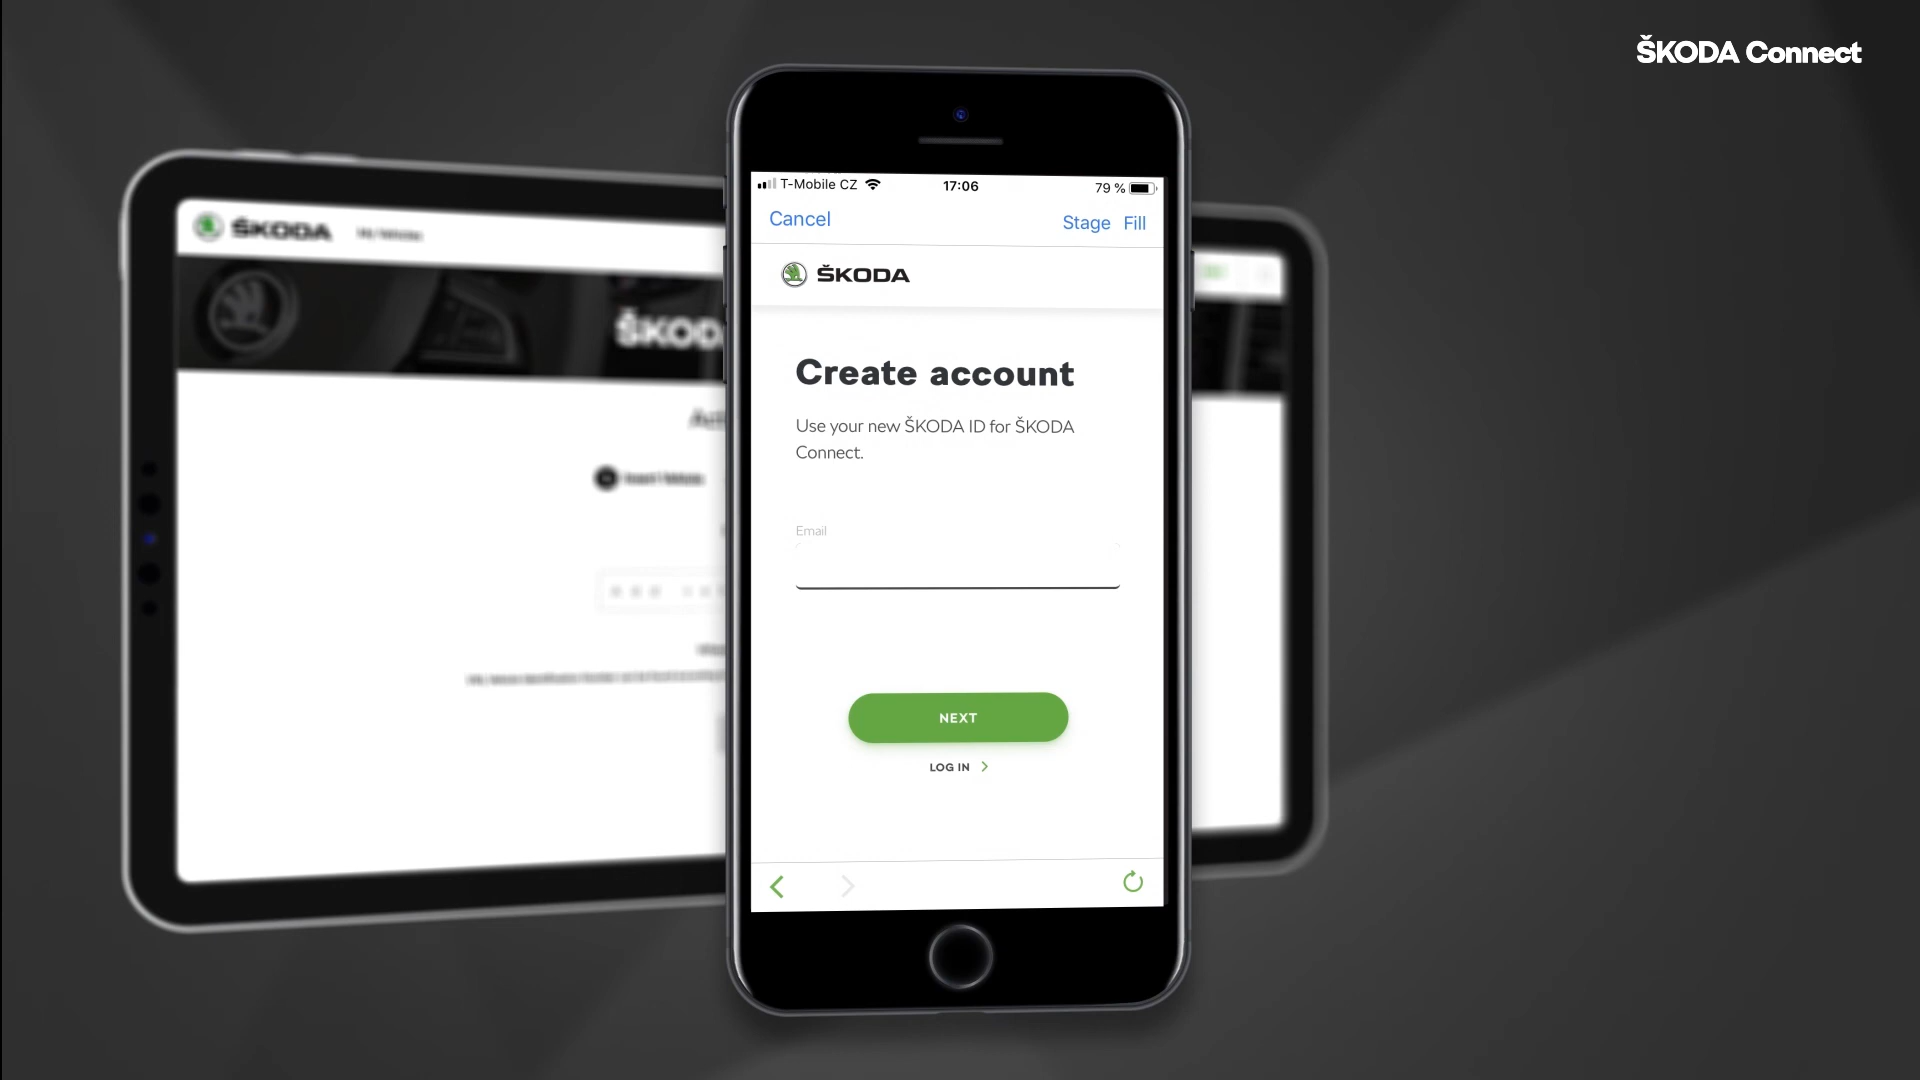 ŠKODA Connect
T-Mobile CZ
17:06
79 %
Cancel
Stage
Fill
ŠKODA
Create account
Use your new ŠKODA ID for ŠKODA
Connect.
Email
NEXT
LOG IN
ŠKODA